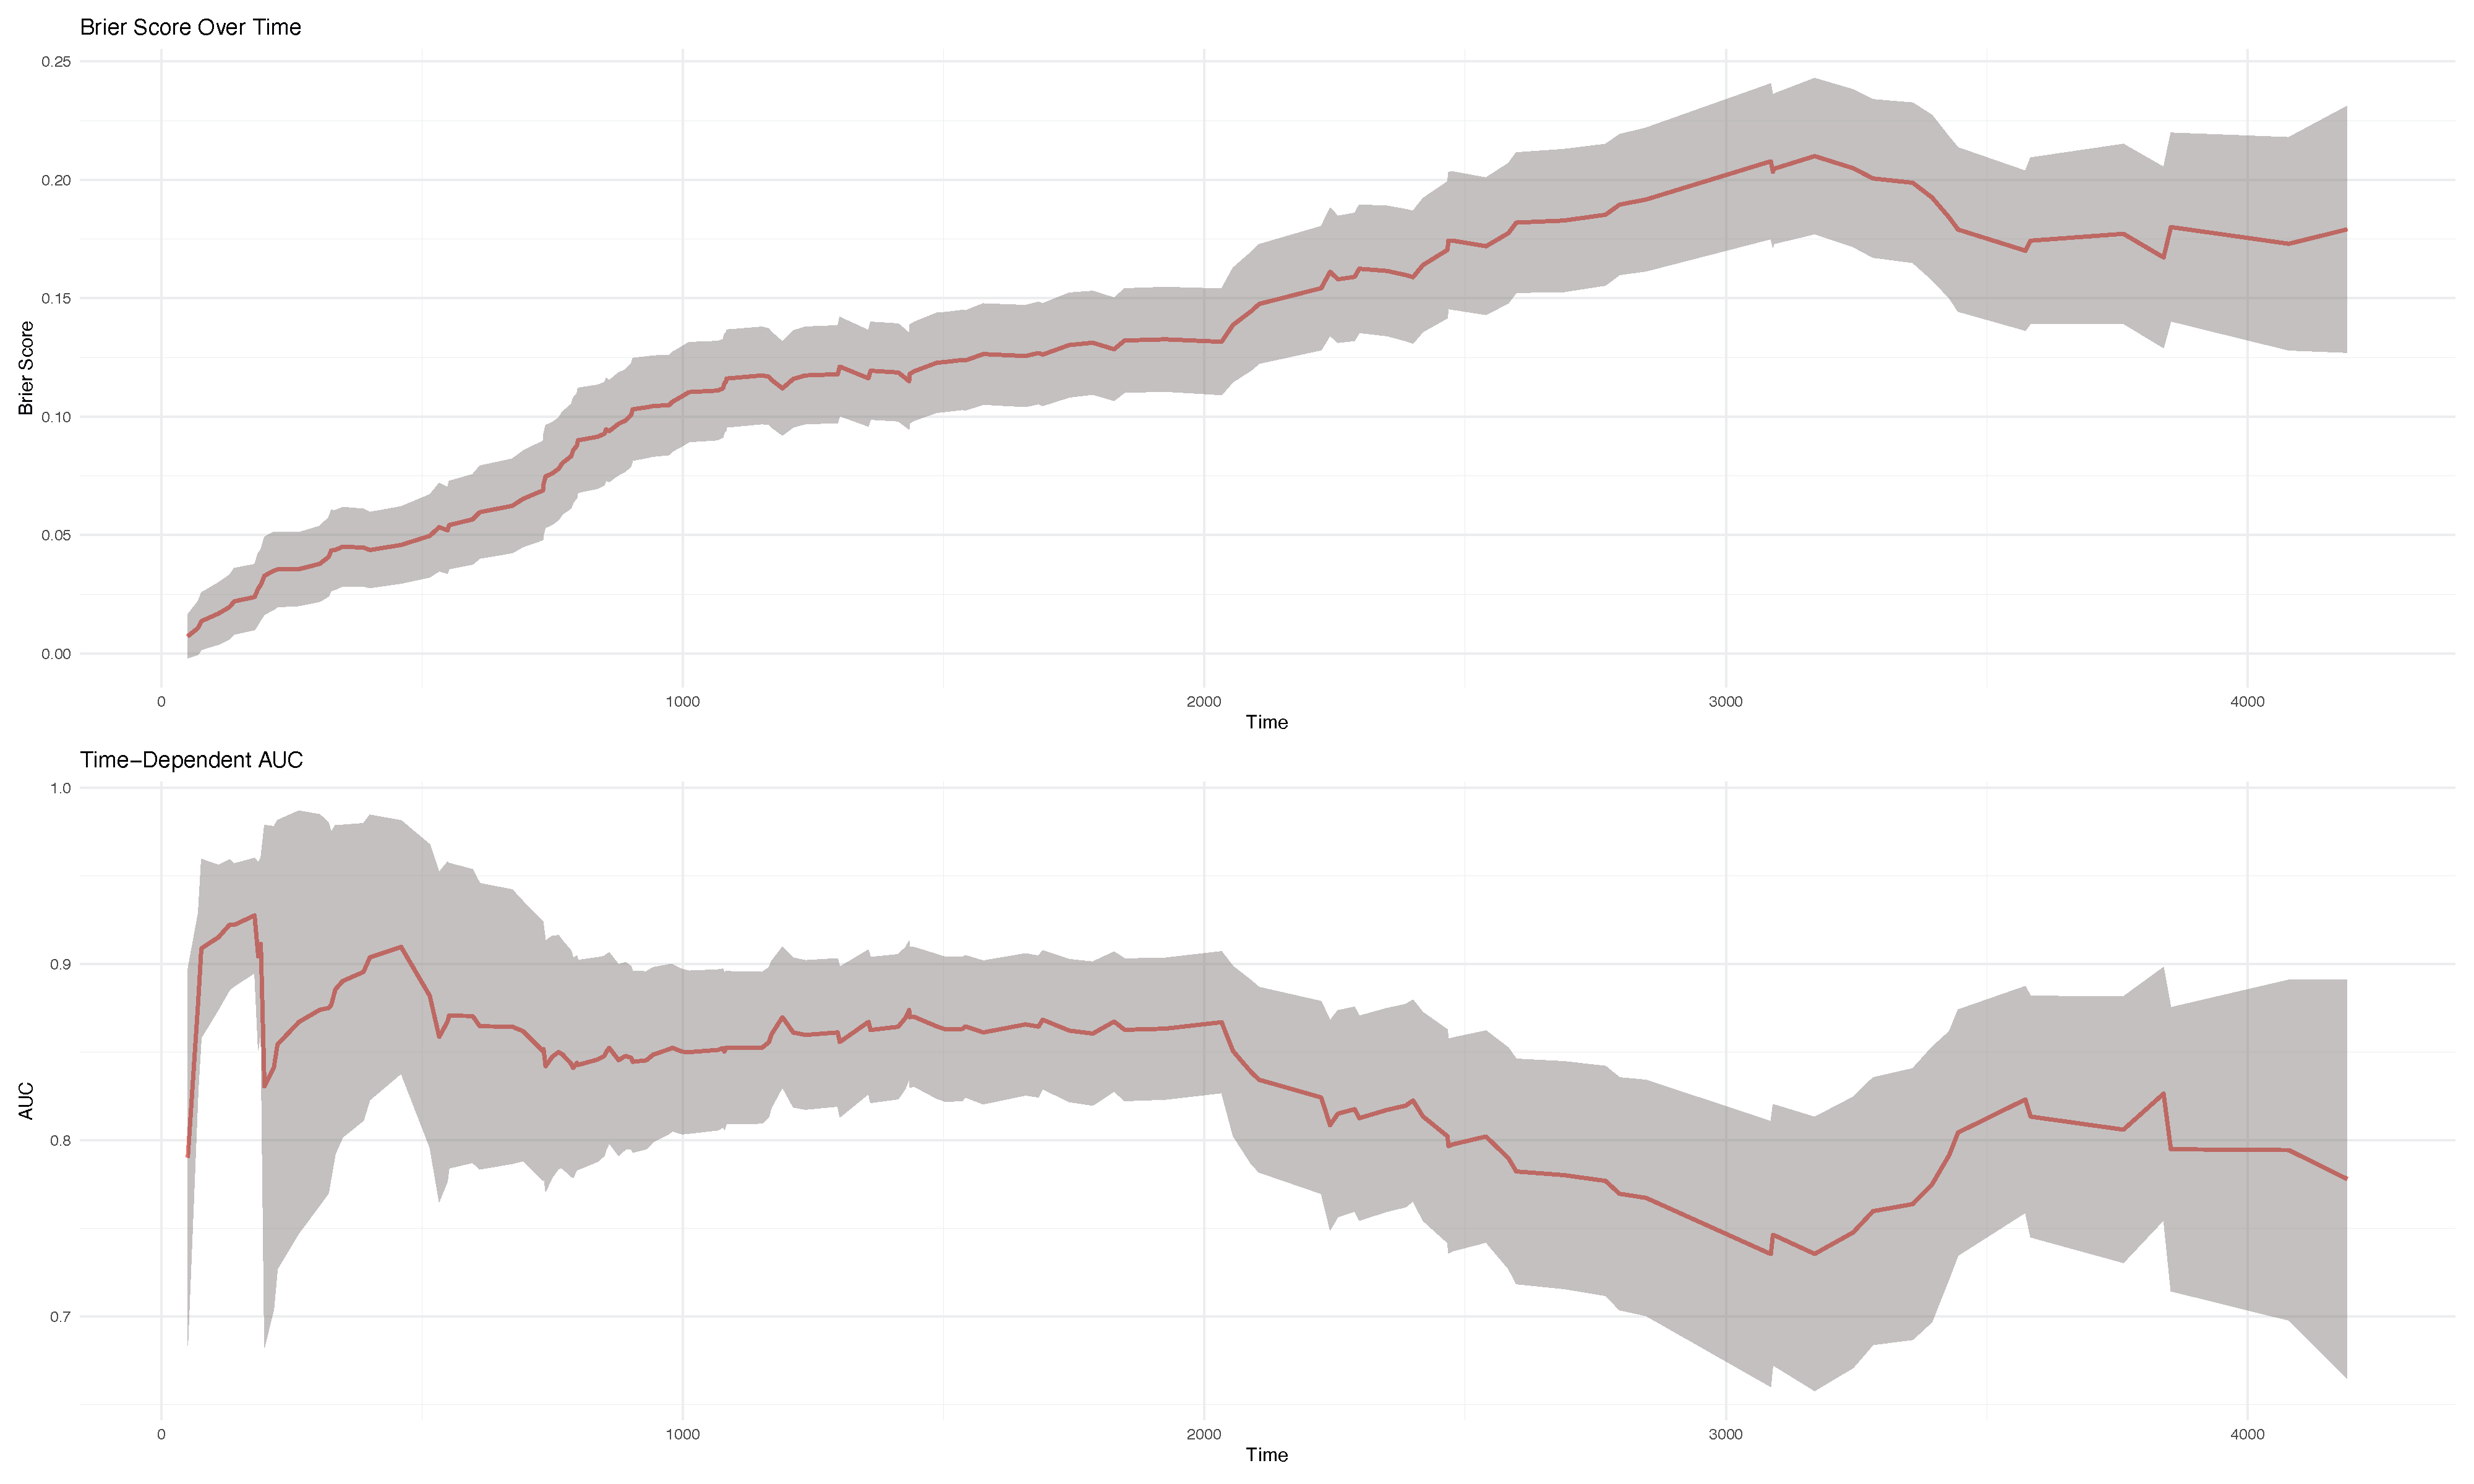 Brier Score Over Time
Brier Score
0.25
0.20
0.15
0.10
0.05
0.00
0 1000 2000 3000 4000
Time
Time−Dependent AUC
AUC
1.0
0.9
0.8
0.7
0 1000 2000 3000 4000
Time